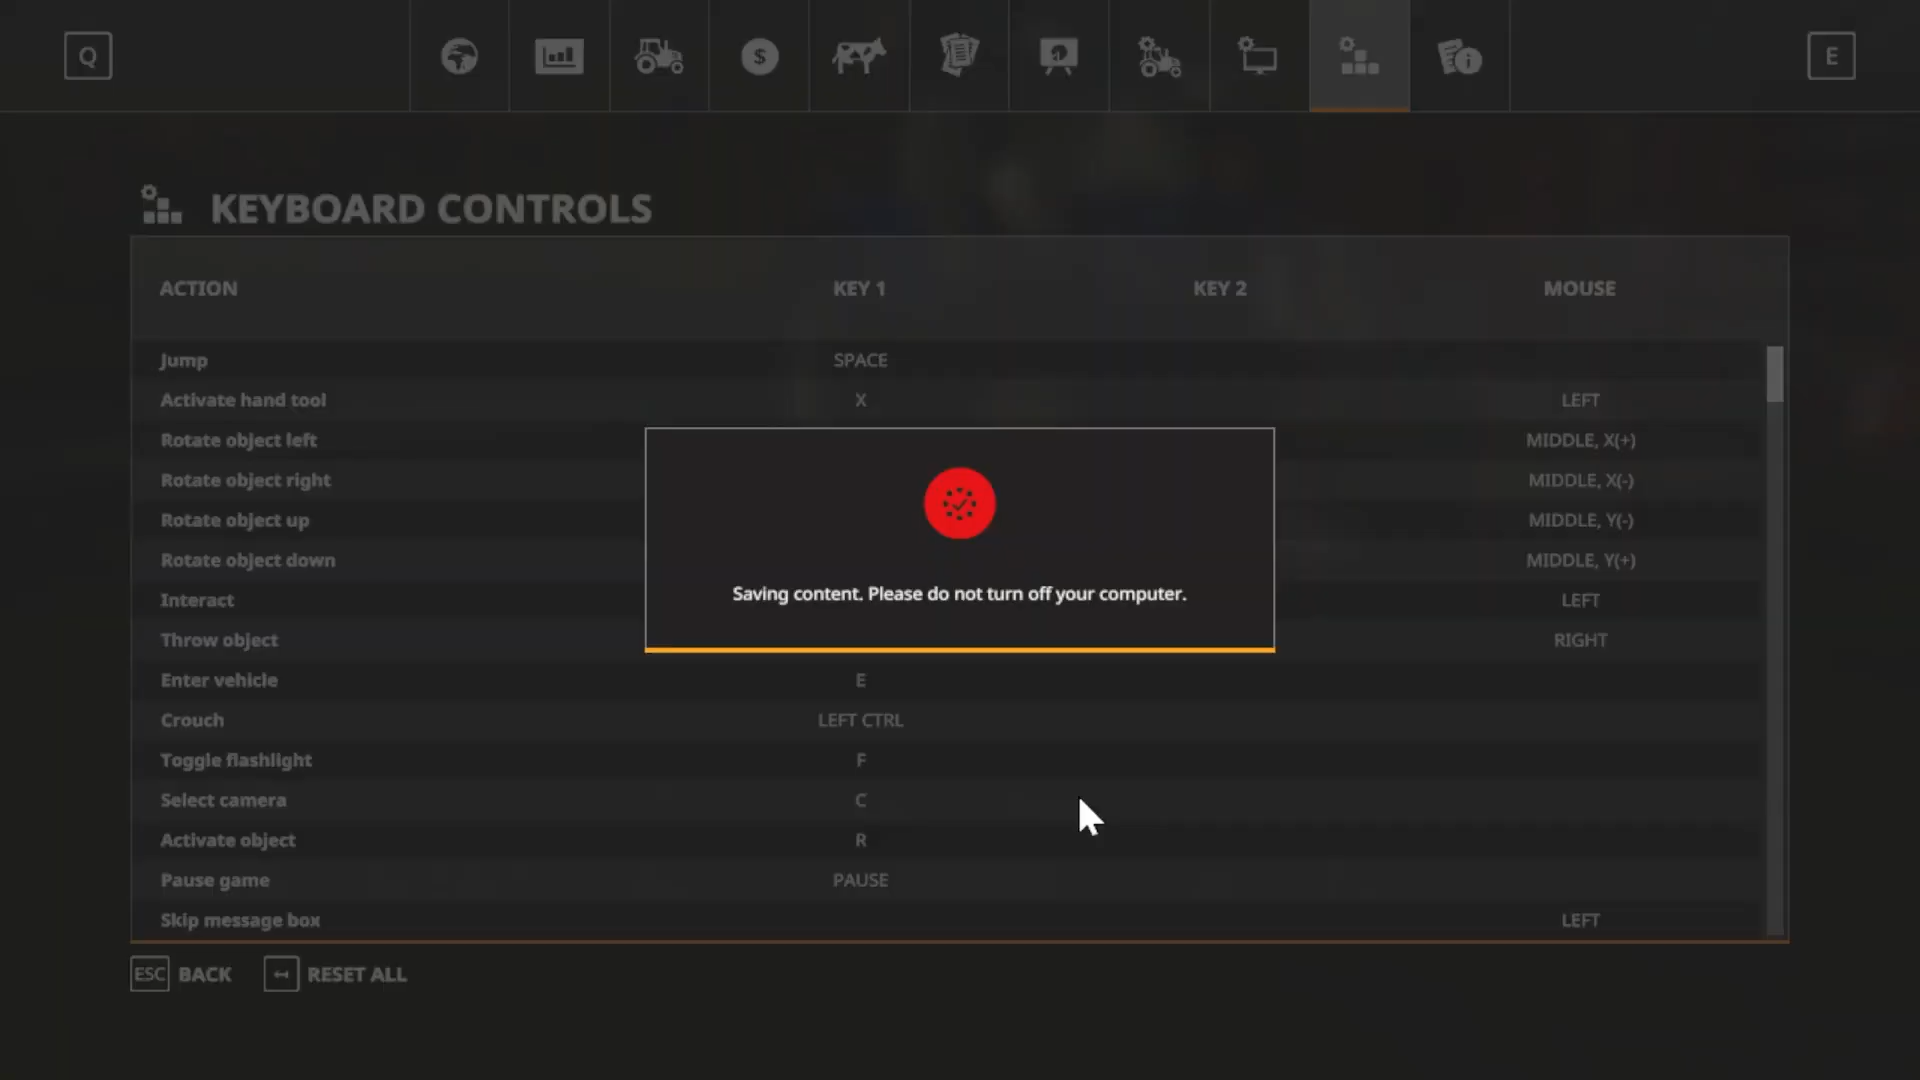 Q
$
E
KEYBOARD CONTROLS
ACTION KEY 1 KEY 2 MOUSE
Jump SPACE
Activate hand tool X LEFT
Rotate object left MIDDLE, X(+)
Rotate object right MIDDLE, X(-)
Rotate object up MIDDLE, Y(-)
Rotate object down MIDDLE, Y(+)
Interact LEFT
Throw object RIGHT
Saving content. Please do not turn off your computer.
Enter vehicle E
Crouch LEFT CTRL
Toggle flashlight F
Select camera C
Activate object R
Pause game PAUSE
Skip message box LEFT
ESC BACK RESET ALL